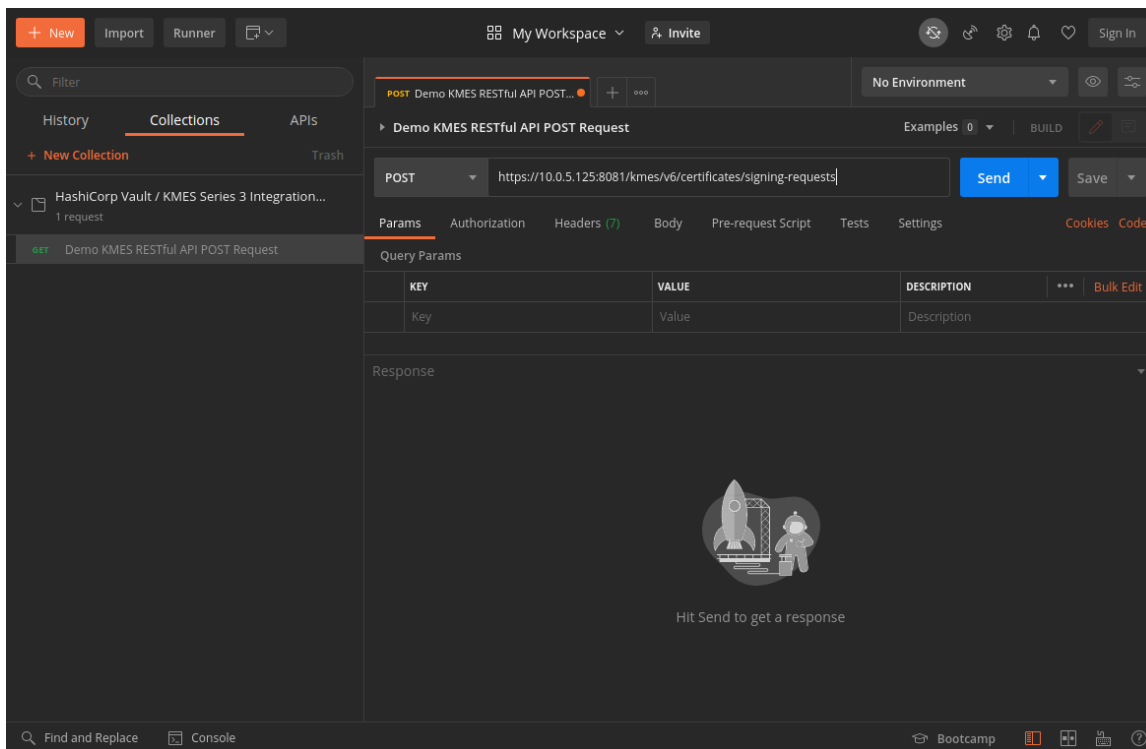 + New Import Runner My Workspace Invite Sign In
Filter
POST Demo KMES RESTful API POST... No Environment
History Collections APIs
Demo KMES RESTful API POST Request Examples 0 BUILD
+ New Collection Trash
POST https://10.0.5.125:8081/kmes/v6/certificates/signing-requests Send Save
HashiCorp Vault / KMES Series 3 Integration...
1 request
Params Authorization Headers (7) Body Pre-request Script Tests Settings Cookies Code
GET Demo KMES RESTful API POST Request
Query Params
KEY VALUE DESCRIPTION Bulk Edit
Key Value Description
Response
Hit Send to get a response
Find and Replace Console Bootcamp